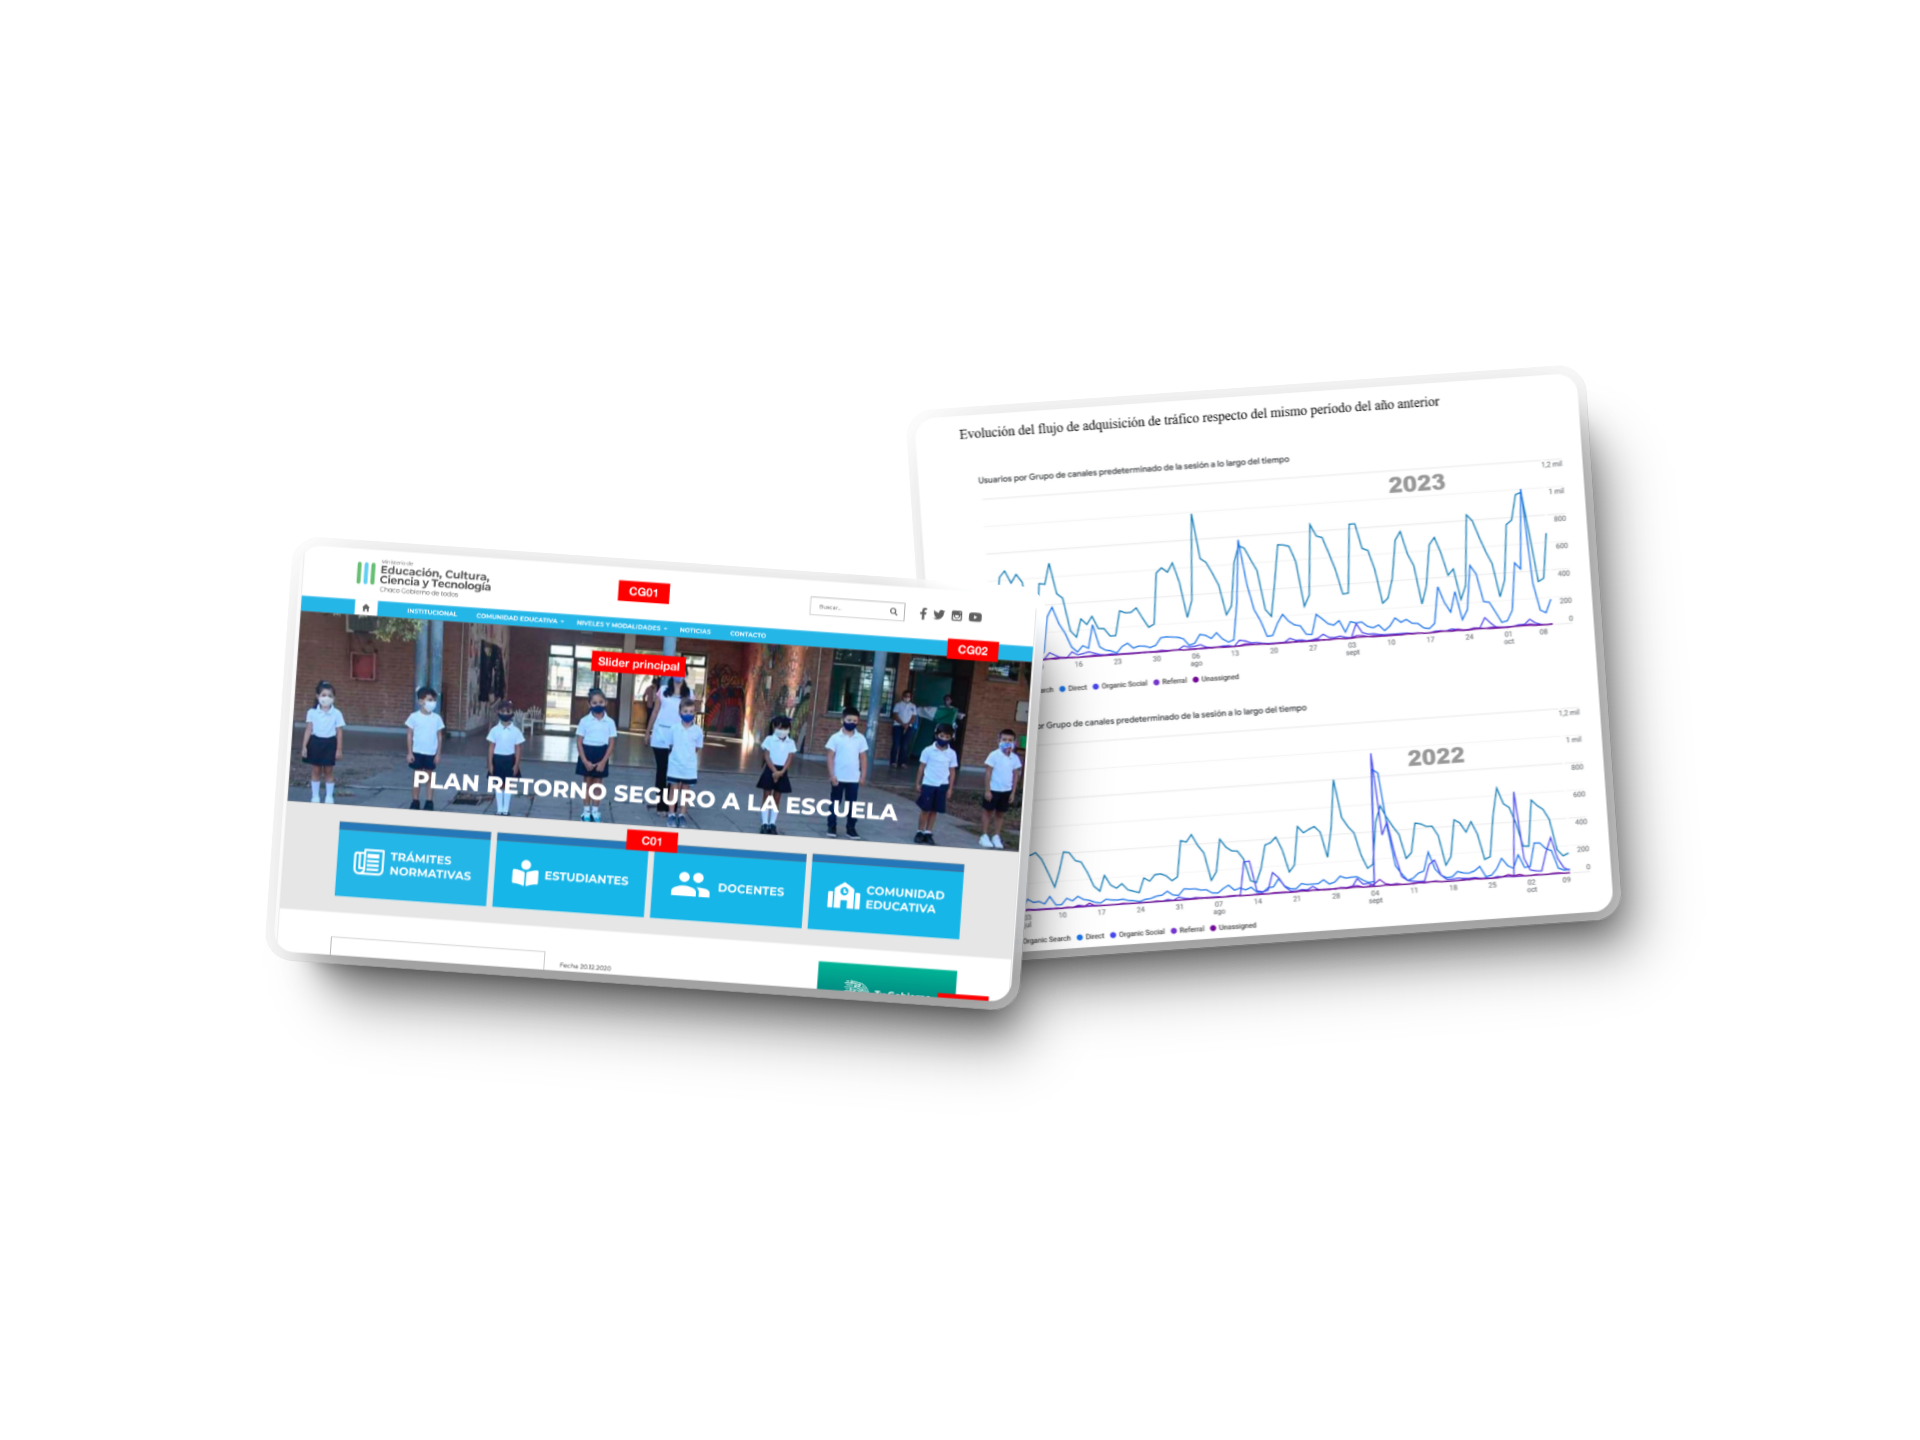 Ministerio de
Educación, Cultura,
Ciencia y Tecnología
Chaco Gobierno de todos
CG01
Buscar...
INSTITUCIONAL
COMUNIDAD EDUCATIVA
NIVELES Y MODALIDADES
NOTICIAS
CONTACTO
CG02
Slider principal
PLAN RETORNO SEGURO A LA ESCUELA
C01
TRÁMITES
NORMATIVAS
ESTUDIANTES
DOCENTES
COMUNIDAD
EDUCATIVA
Fecha 20.12.2020
Tu Gobierno
Evolución del flujo de adquisición de tráfico respecto del mismo período del año anterior
Usuarios por Grupo de canales predeterminado de la sesión a lo largo del tiempo
2023
1,2 mil
1 mil
800
600
400
200
0
16 23 30 06 13 20 27 03 10 17 24 01 08
ago sept oct
arch Direct Organic Social Referral Unassigned
or Grupo de canales predeterminado de la sesión a lo largo del tiempo
2022
1,2 mil
1 mil
800
600
400
200
0
03 10 17 24 31 07 14 21 28 04 11 18 25 02 09
jul ago sept oct
Organic Search Direct Organic Social Referral Unassigned